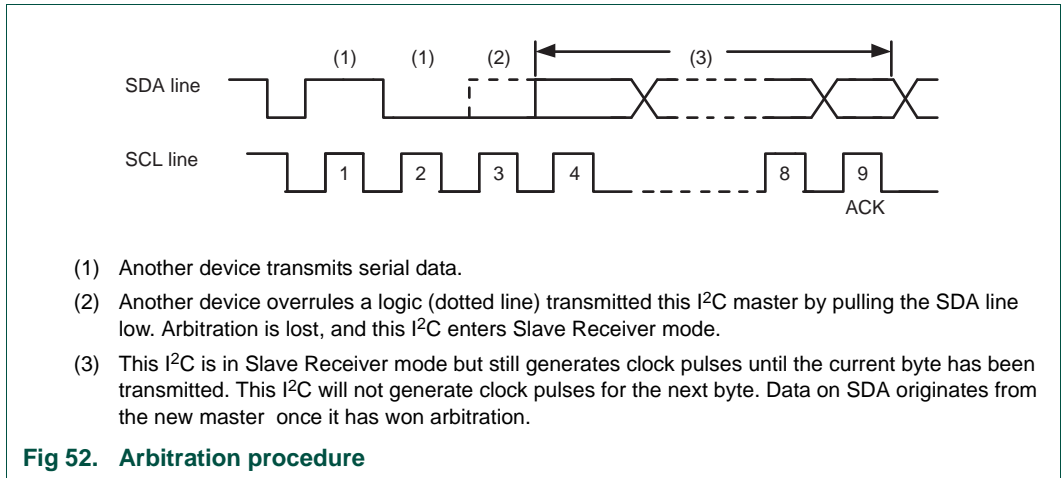 (1) (1) (2) (3)
SDA line
SCL line
1 2 3 4 8 9
ACK
(1) Another device transmits serial data.
(2) Another device overrules a logic (dotted line) transmitted this I2C master by pulling the SDA line
low. Arbitration is lost, and this I2C enters Slave Receiver mode.
(3) This I2C is in Slave Receiver mode but still generates clock pulses until the current byte has been
transmitted. This I2C will not generate clock pulses for the next byte. Data on SDA originates from
the new master once it has won arbitration.
Fig 52. Arbitration procedure